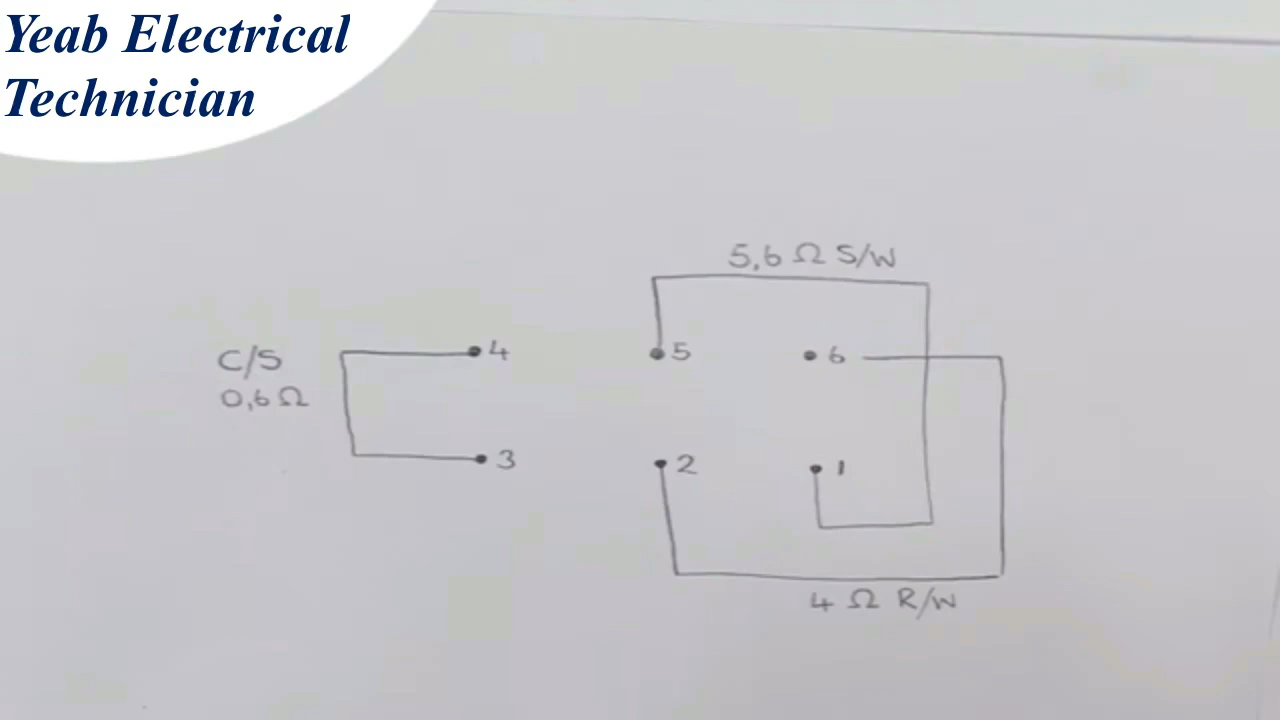 Yeab Electrical
Technician
5,6 Ω S/W
C/S
0,6 Ω
4
5
6
3
2
1
4 Ω R/W